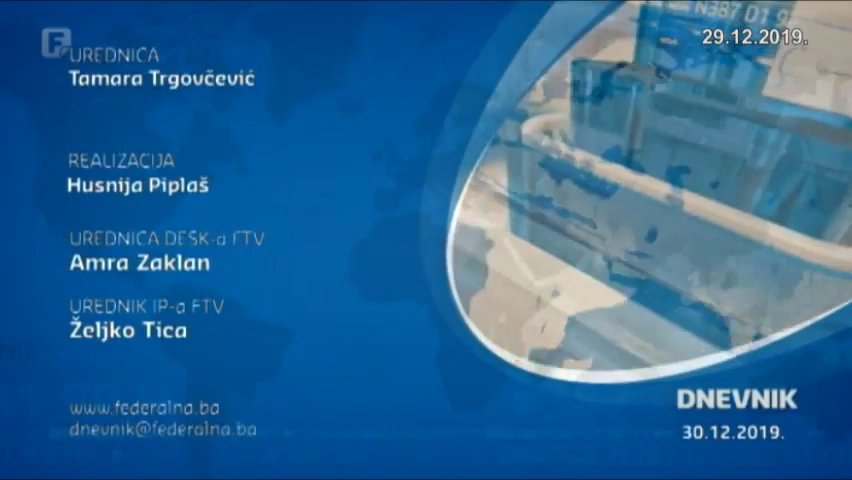 29.12.2019.
UREDNICA
Tamara Trgovčević
REALIZACIJA
Husnija Piplaš
UREDNICA DESK-a FTV
Amra Zaklan
UREDNIK IP-a FTV
Željko Tica
www.federalna.ba
dnevnik@federalna.ba
DNEVNIK
30.12.2019.